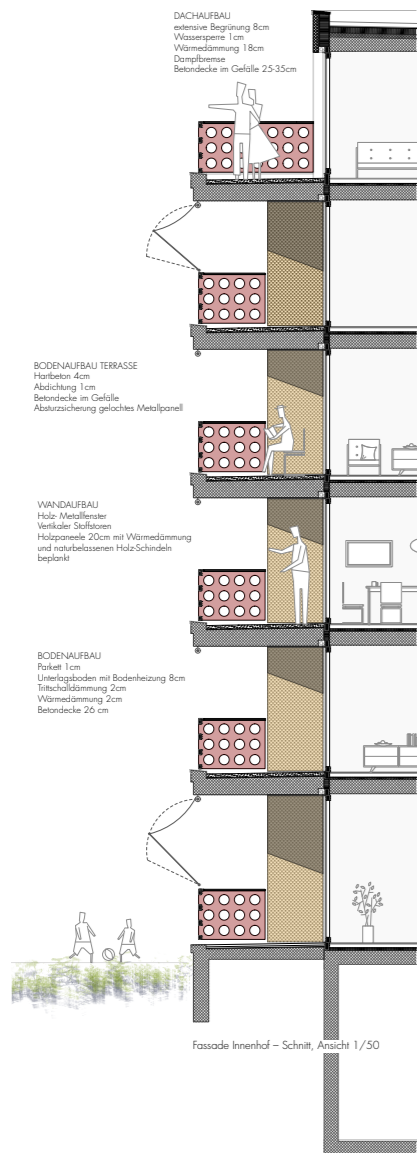 DACHAUFBAU
extensive Begrünung 8cm
Wassersperre 1cm
Wärmedämmung 18cm
Dampfbremse
Betondecke im Gefälle 25-35cm
BODENAUFBAU TERRASSE
Hartbeton 4cm
Abdichtung 1cm
Betondecke im Gefälle
Absturzsicherung gelochtes Metallpanell
WANDAUFBAU
Holz- Metallfenster
Vertikaler Stoffstoren
Holzpaneele 20cm mit Wärmedämmung
und naturbelassenen Holz-Schindeln
beplankt
BODENAUFBAU
Parkett 1cm
Unterlagsboden mit Bodenheizung 8cm
Trittschalldämmung 2cm
Wärmedämmung 2cm
Betondecke 26 cm
Fassade Innenhof – Schnitt, Ansicht 1/50